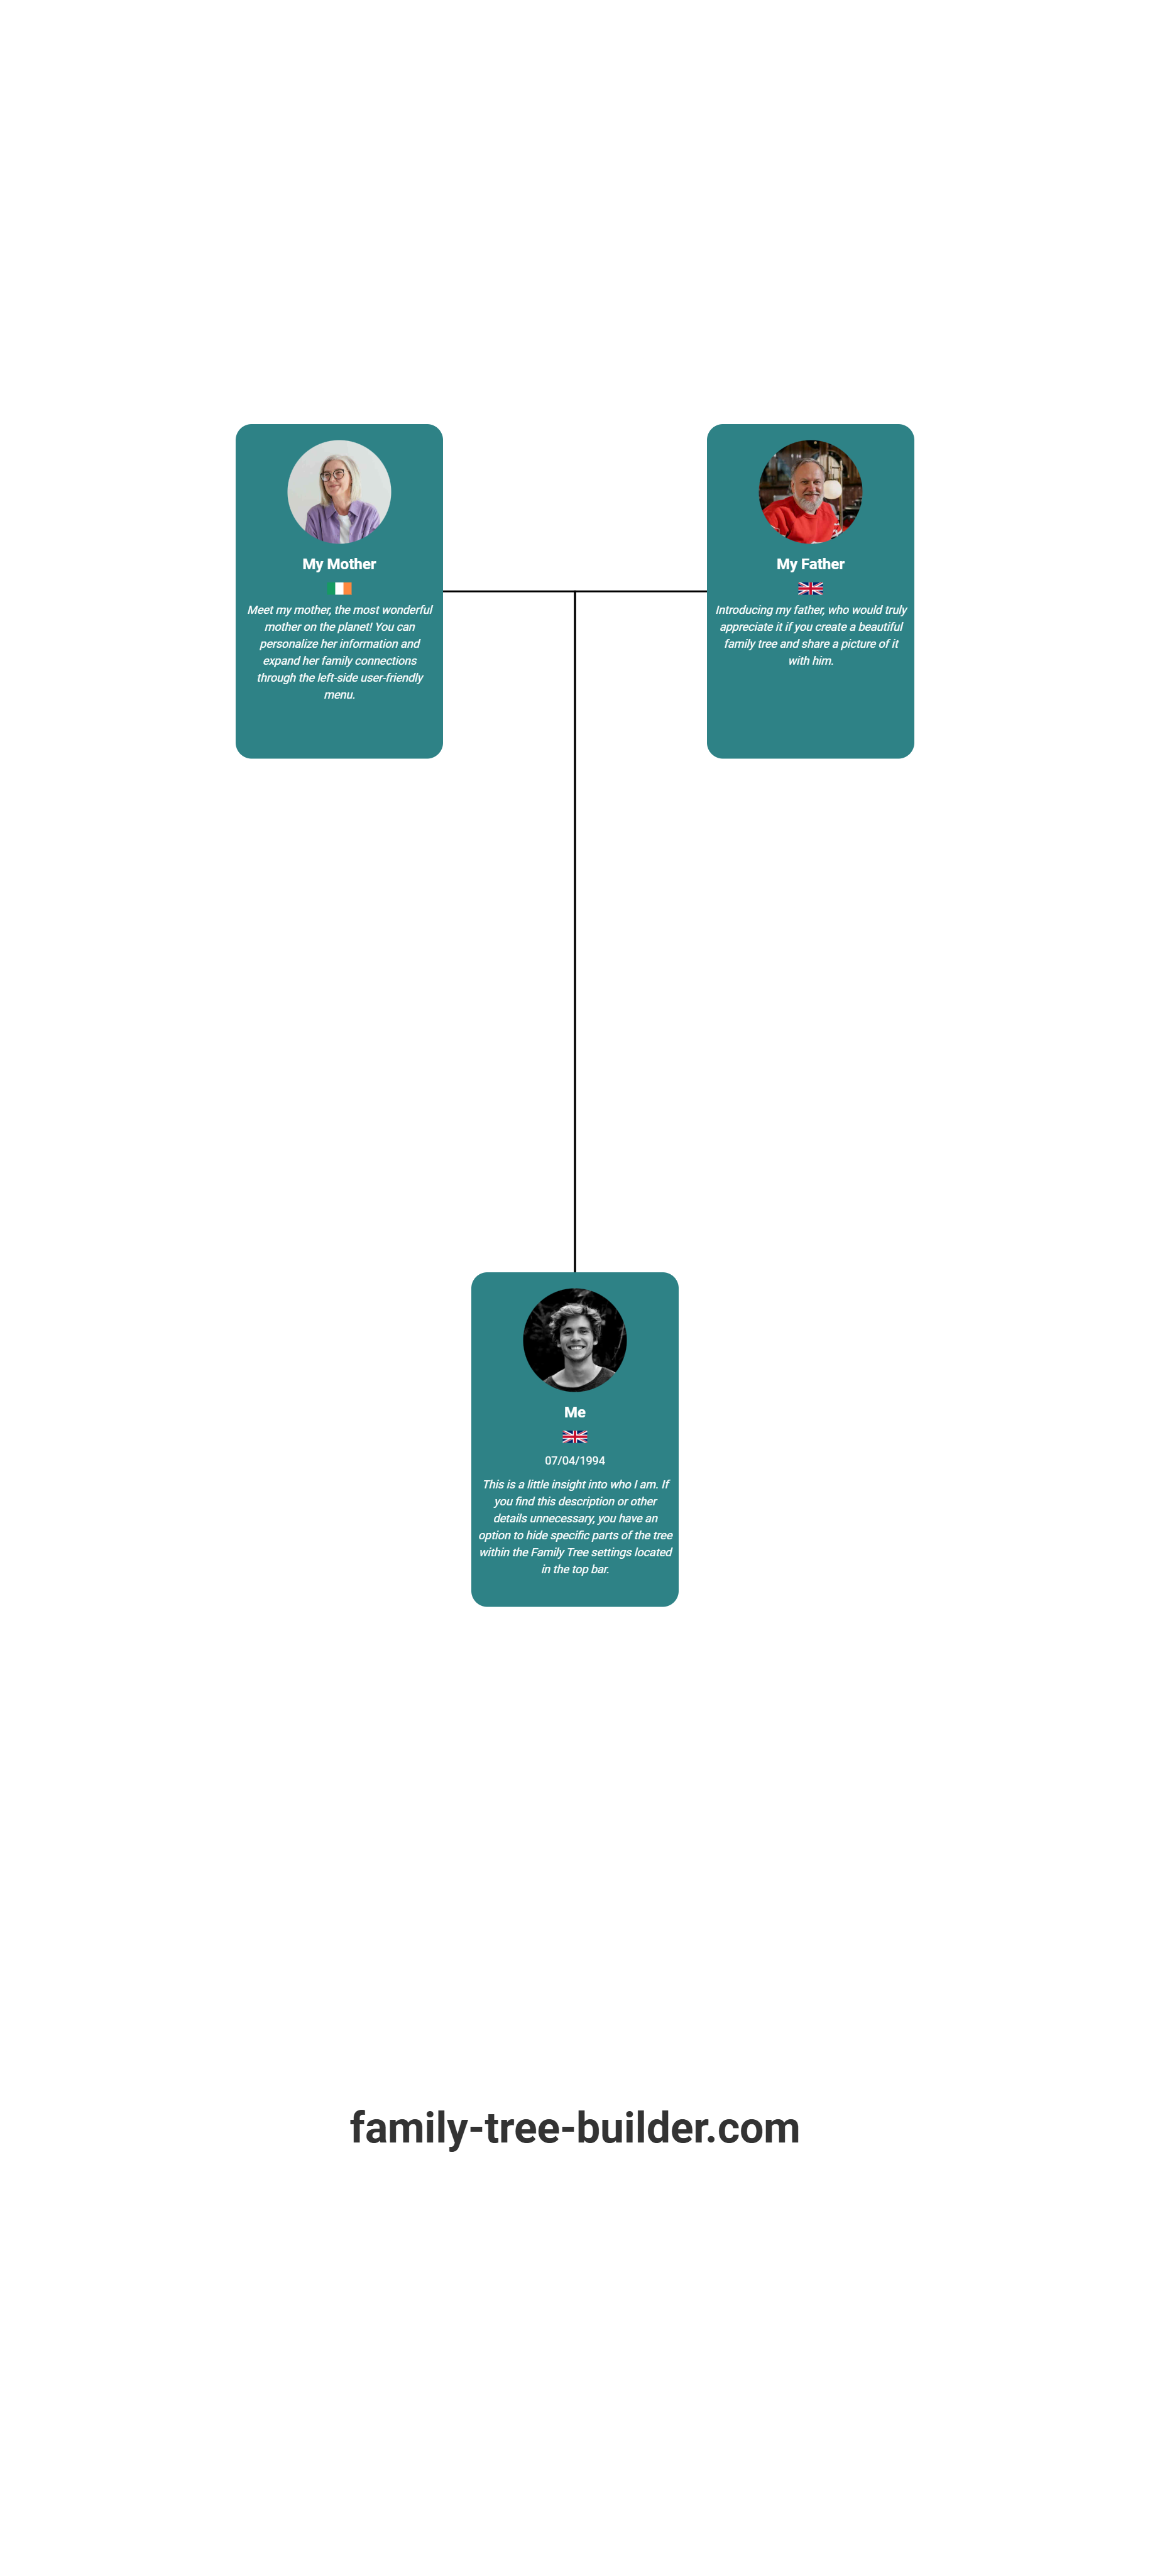 My Mother
Meet my mother, the most wonderful
mother on the planet! You can
personalize her information and
expand her family connections
through the left-side user-friendly
menu.
My Father
Introducing my father, who would truly
appreciate it if you create a beautiful
family tree and share a picture of it
with him.
Me
07/04/1994
This is a little insight into who I am. If
you find this description or other
details unnecessary, you have an
option to hide specific parts of the tree
within the Family Tree settings located
in the top bar.
family-tree-builder.com